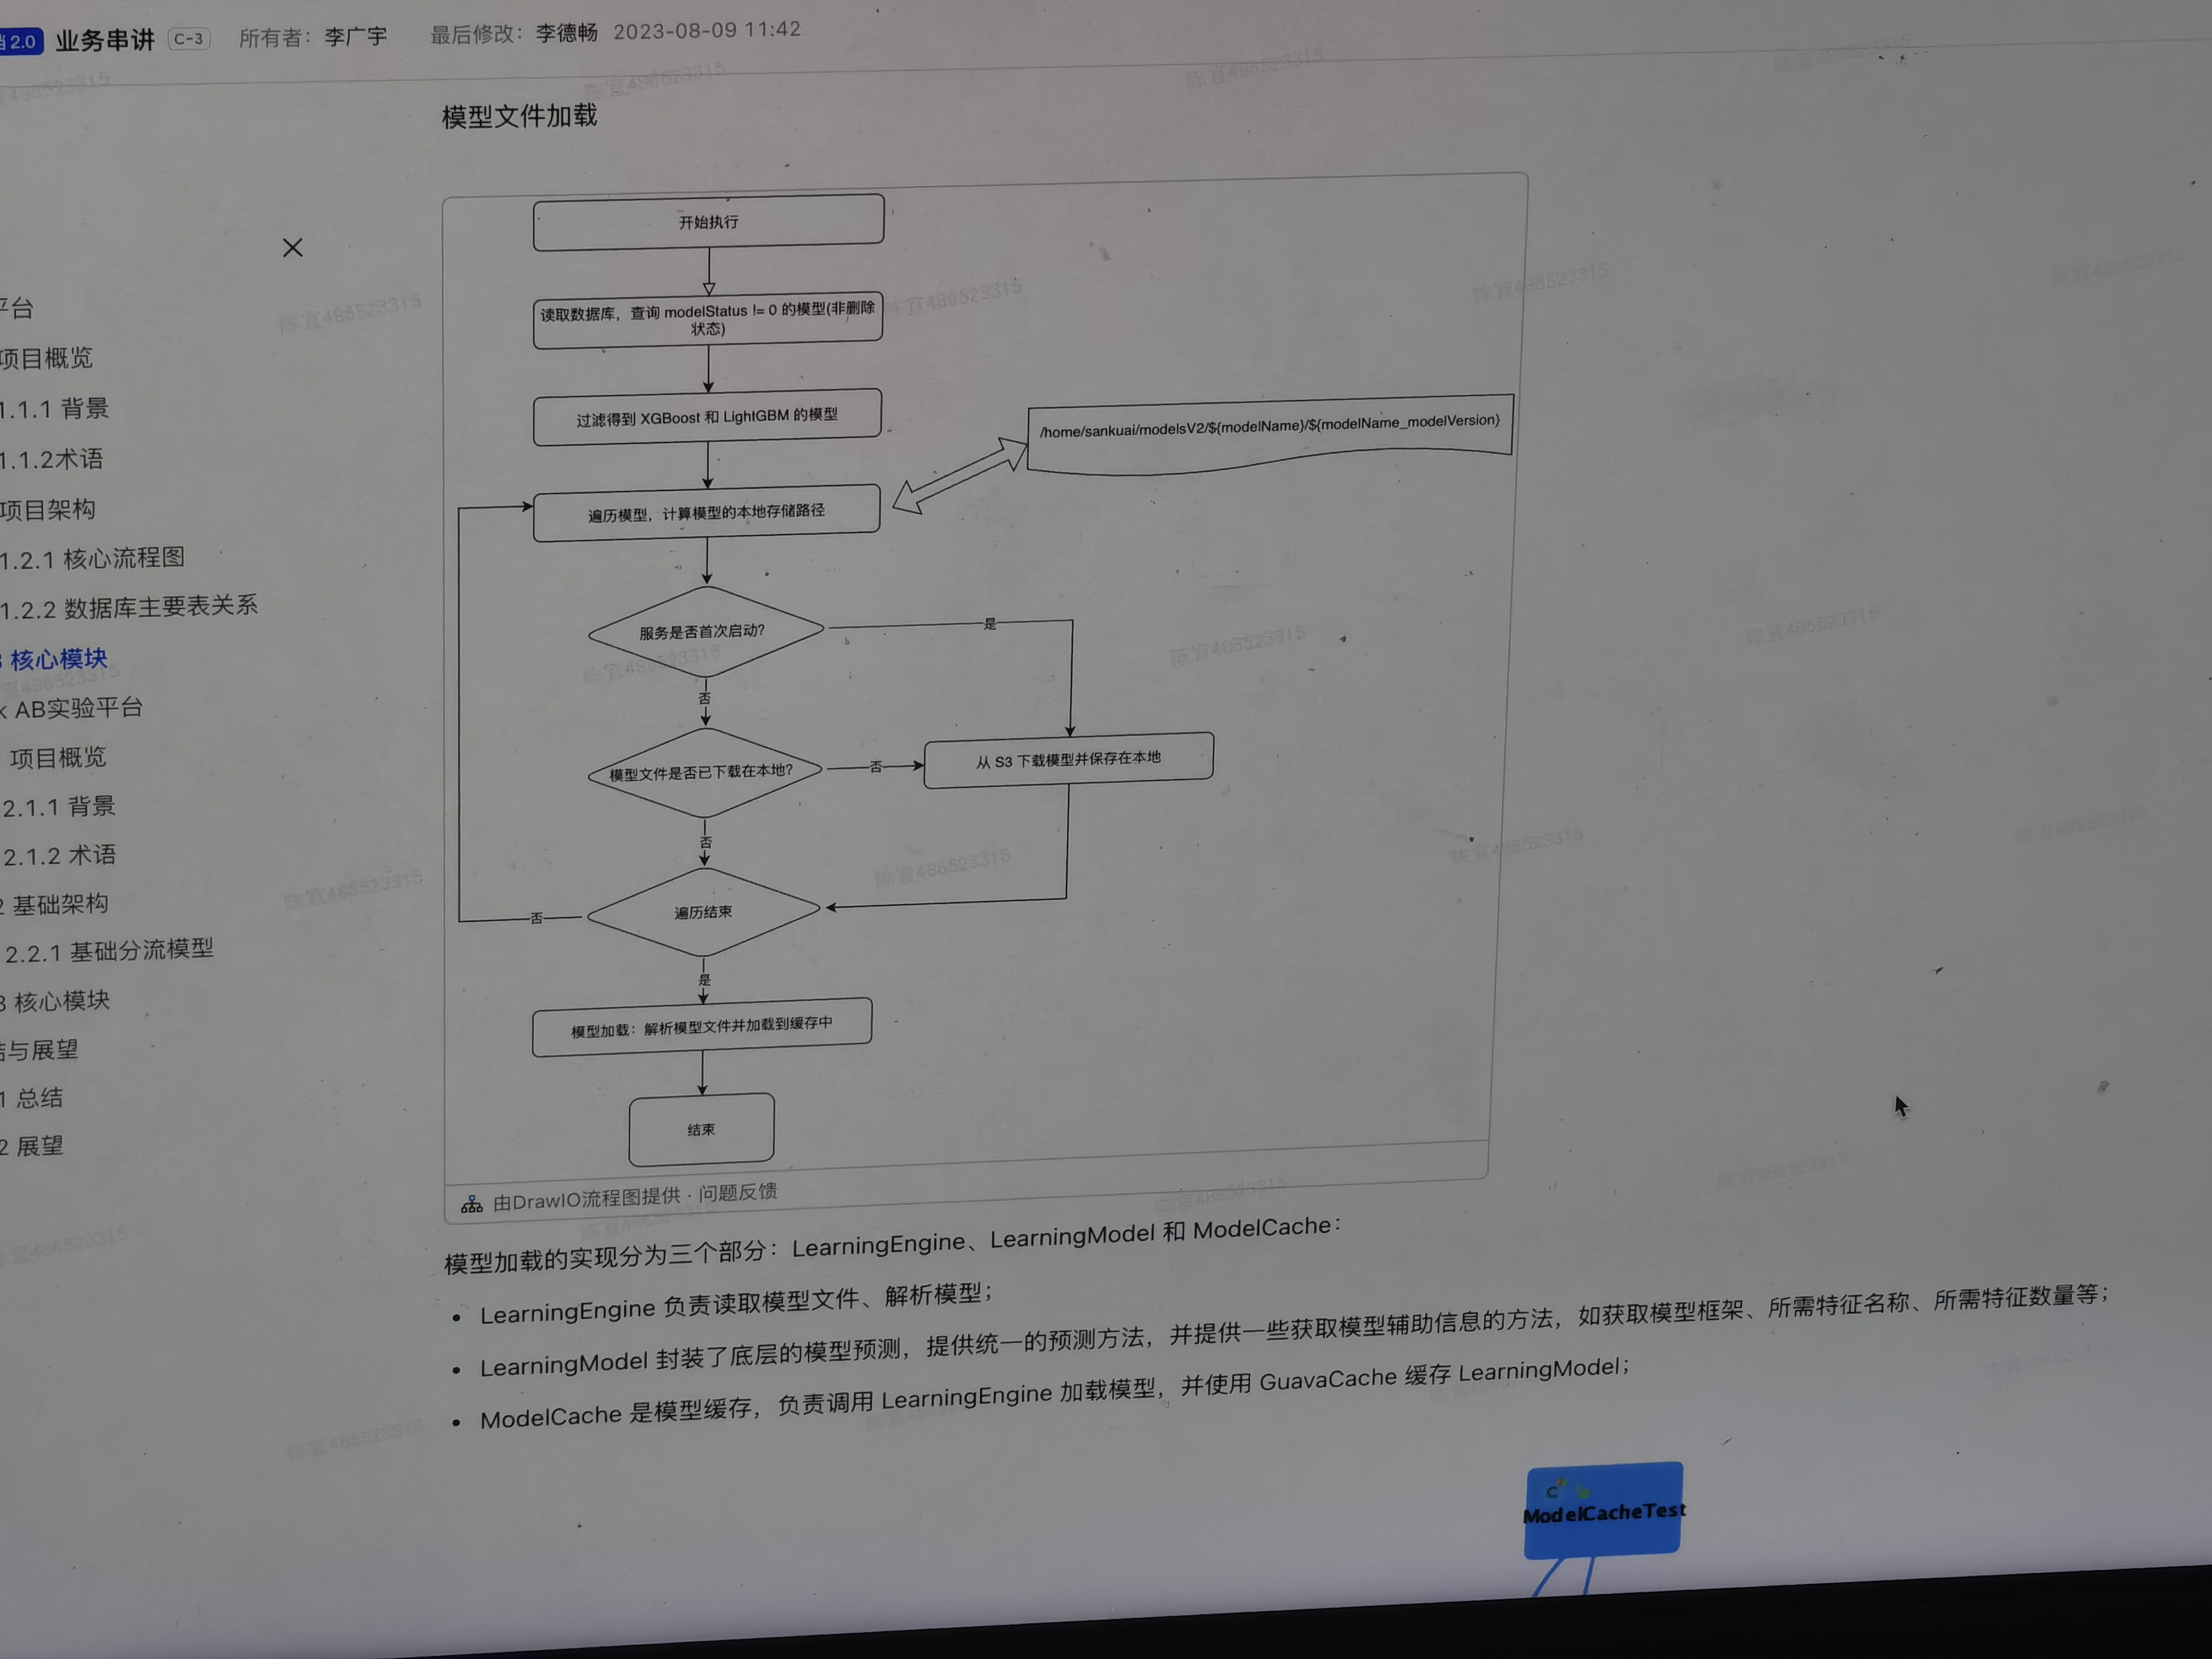 2.0 业务串讲 C-3 所有者：李广宇 最后修改：李德畅 2023-08-09 11:42
模型文件加载
平台
项目概览
1.1.1 背景
1.1.2术语
项目架构
1.2.1 核心流程图
1.2.2 数据库主要表关系
3 核心模块
k AB实验平台
项目概览
2.1.1 背景
2.1.2 术语
2 基础架构
2.2.1 基础分流模型
3 核心模块
结与展望
1 总结
2 展望
开始执行
读取数据库，查询 modelStatus != 0 的模型(非删除
状态)
过滤得到 XGBoost 和 LightGBM 的模型
/home/sankuai/modelsV2/${modelName}/${modelName_modelVersion}
遍历模型，计算模型的本地存储路径
服务是否首次启动？
是
否
模型文件是否已下载在本地？
否
从 S3 下载模型并保存在本地
否
遍历结束
否
是
模型加载：解析模型文件并加载到缓存中
结束
由DrawIO流程图提供 · 问题反馈
模型加载的实现分为三个部分：LearningEngine、LearningModel 和 ModelCache：
• LearningEngine 负责读取模型文件、解析模型；
• LearningModel 封装了底层的模型预测，提供统一的预测方法，并提供一些获取模型辅助信息的方法，如获取模型框架、所需特征名称、所需特征数量等；
• ModelCache 是模型缓存，负责调用 LearningEngine 加载模型，并使用 GuavaCache 缓存 LearningModel；
C
ModelCacheTest
陈宜486523315